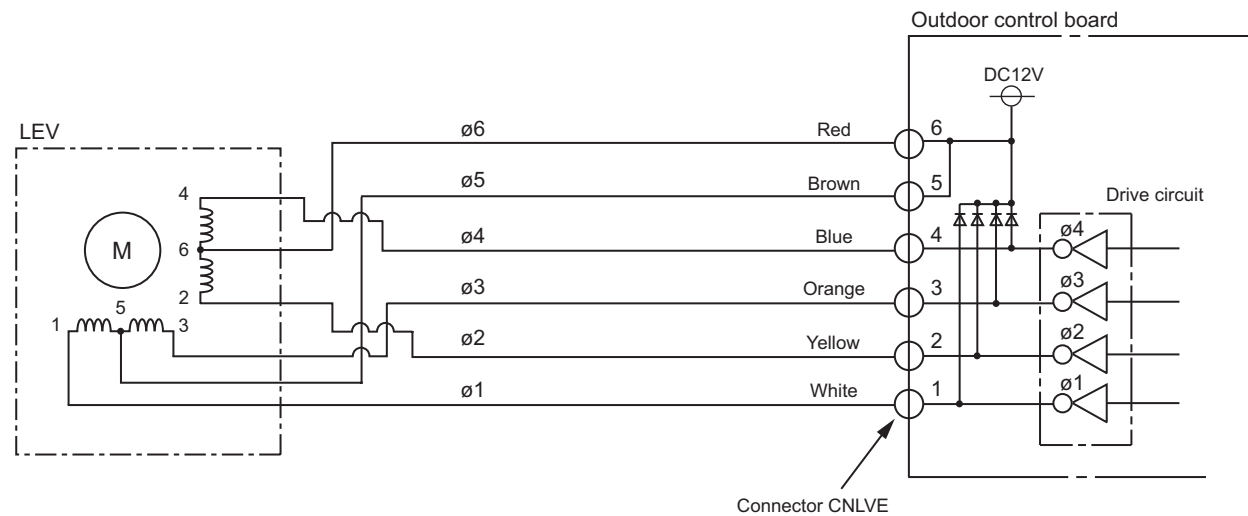 Outdoor control board
DC12V
LEV
ø6
Red
6
ø5
Brown
5
Drive circuit
4
ø4
Blue
4
ø4
M
6
ø3
Orange
3
ø3
2
5
1
3
ø2
Yellow
2
ø2
ø1
White
1
ø1
Connector CNLVE